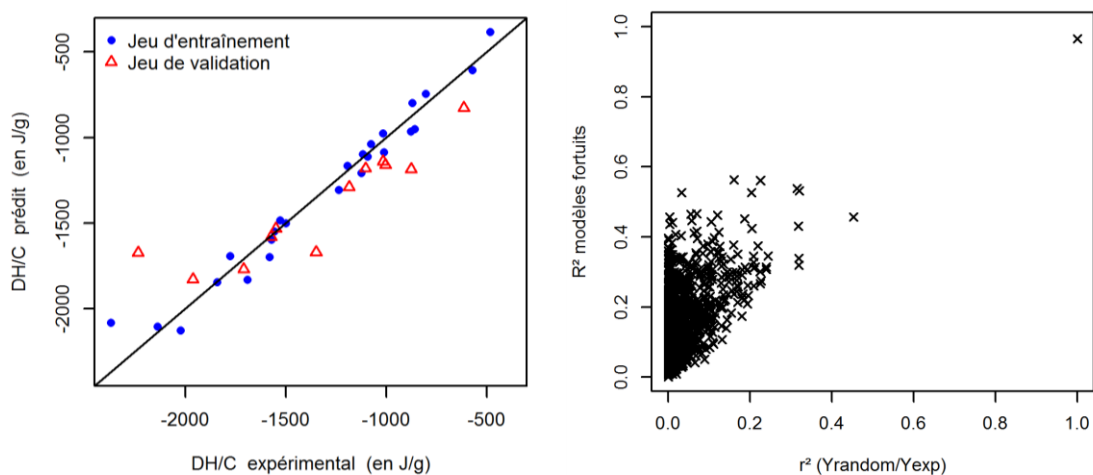 Jeu d'entraînement
Jeu de validation
DH/C prédit (en J/g)
-500
-1000
-1500
-2000
-2000 -1500 -1000 -500
DH/C expérimental (en J/g)
R² modèles fortuits
1.0
0.8
0.6
0.4
0.2
0.0
0.0 0.2 0.4 0.6 0.8 1.0
r² (Yrandom/Yexp)